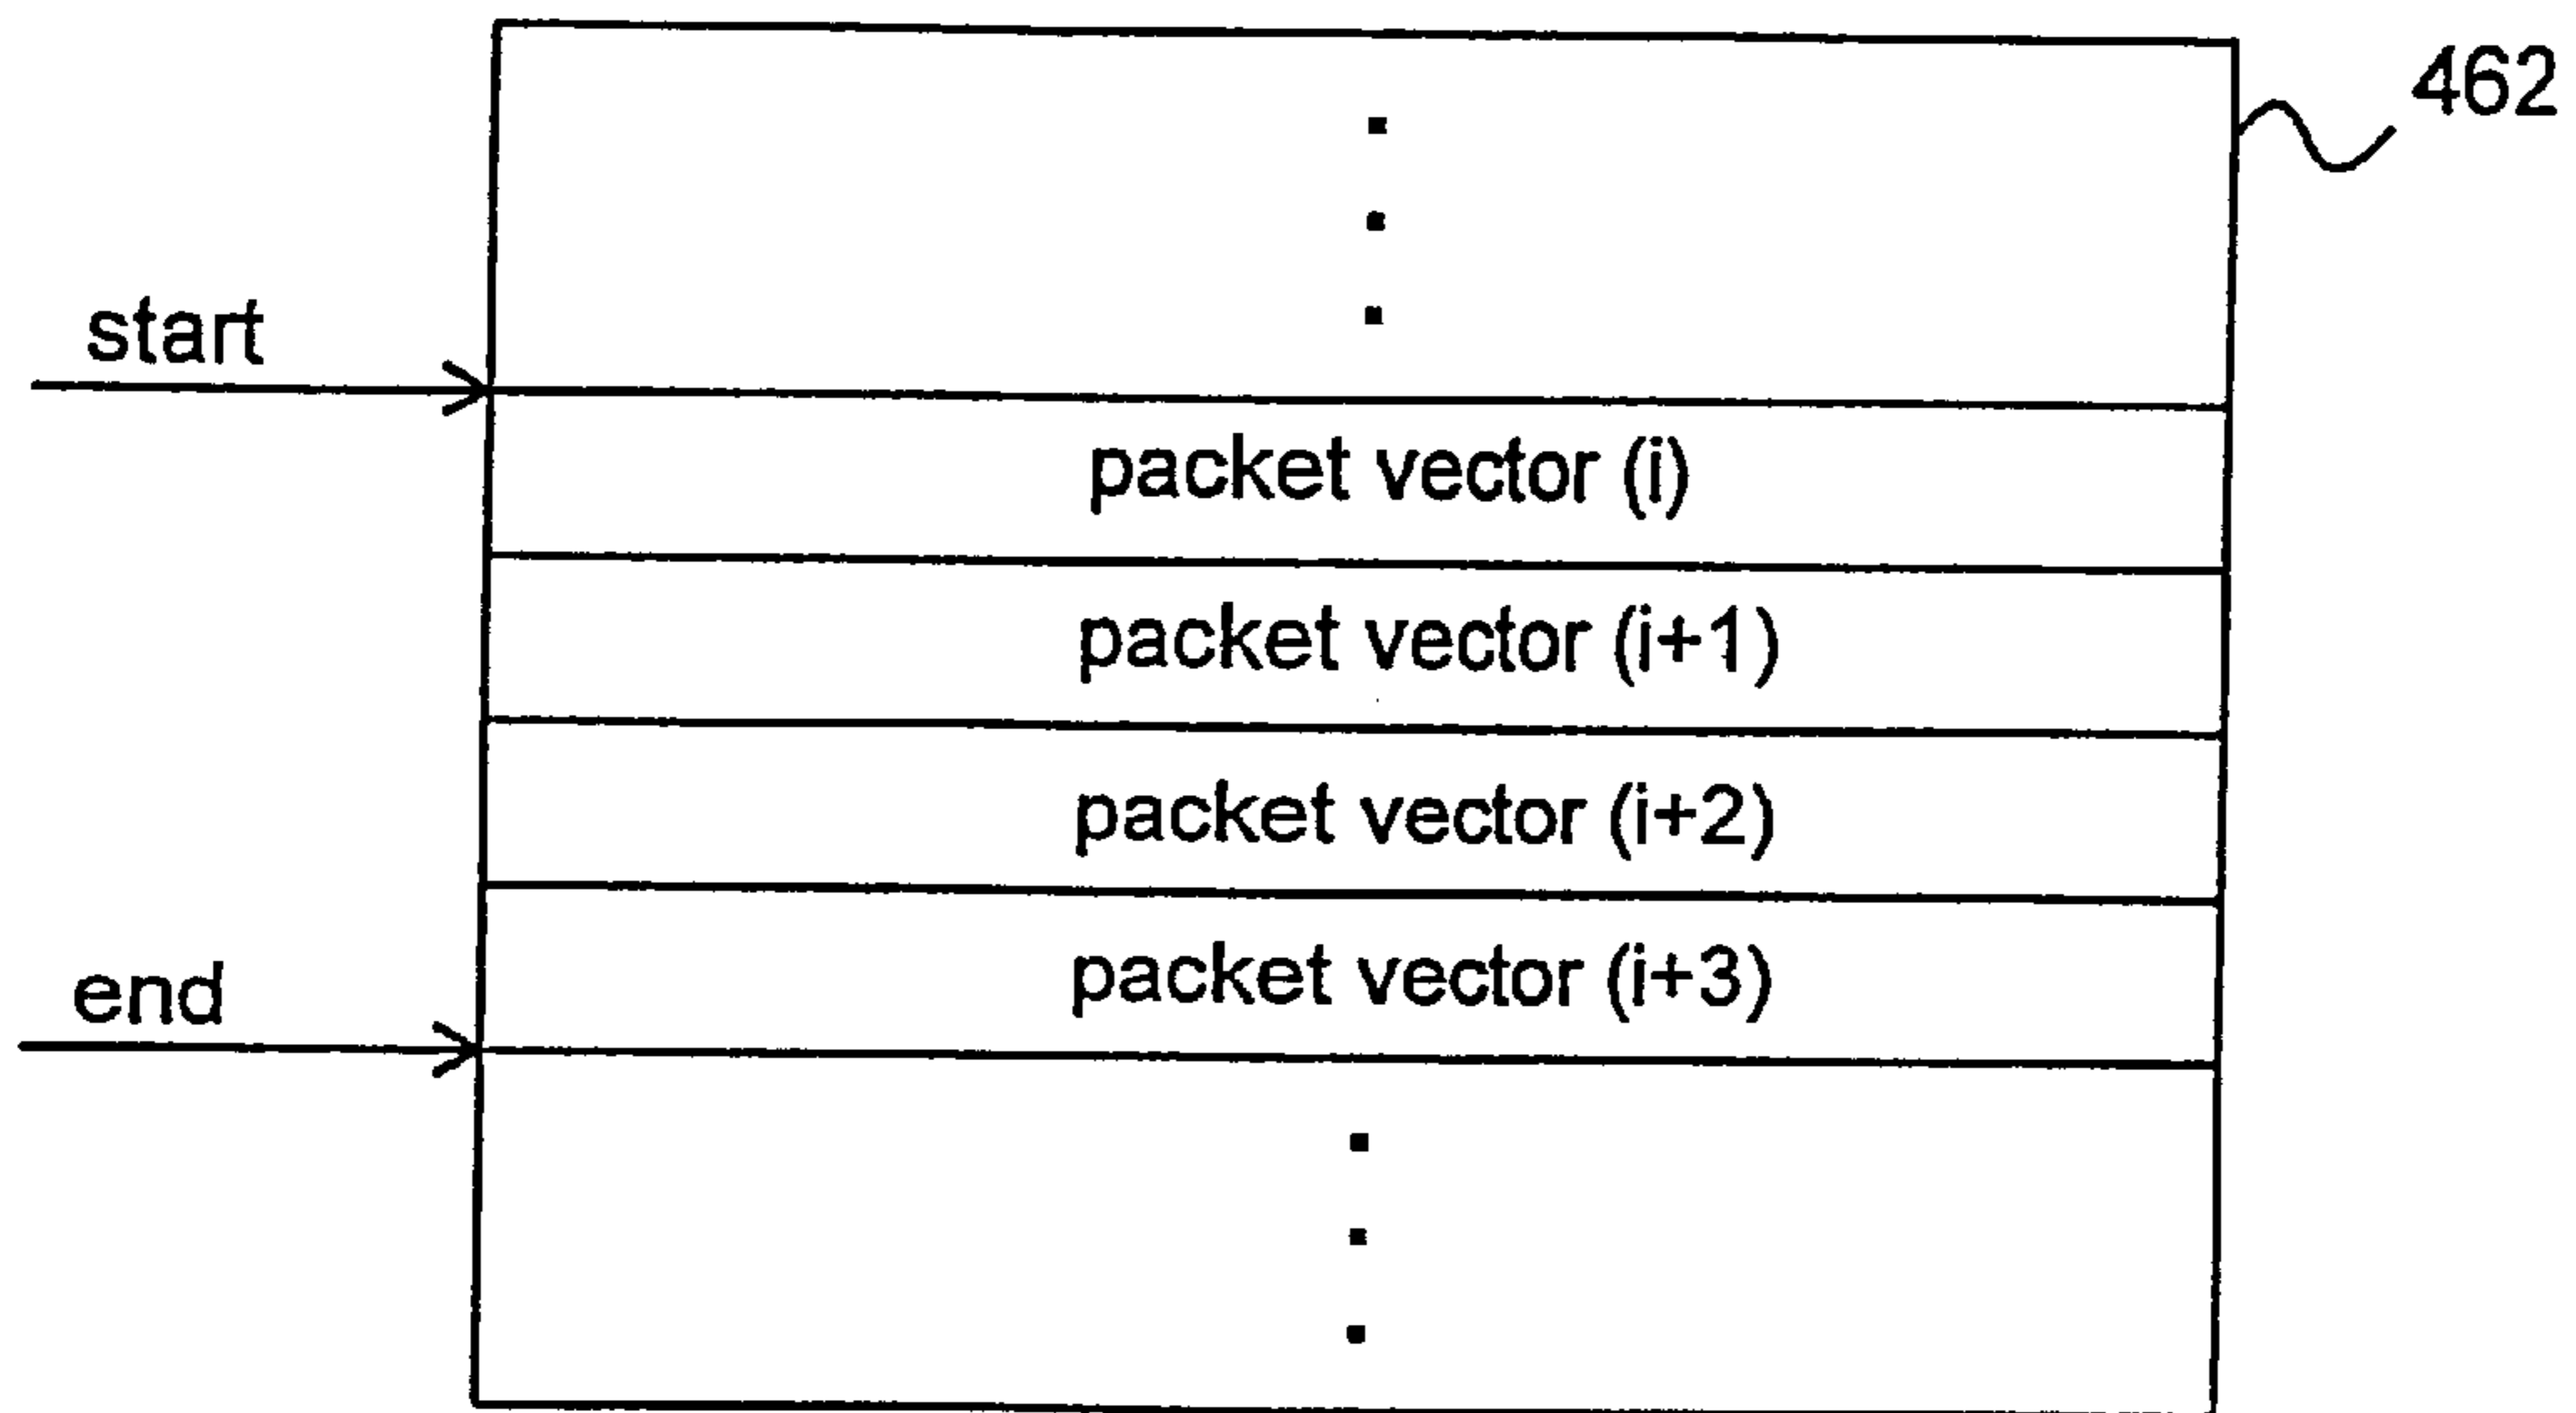 462
start
packet vector (i)
packet vector (i+1)
packet vector (i+2)
packet vector (i+3)
end